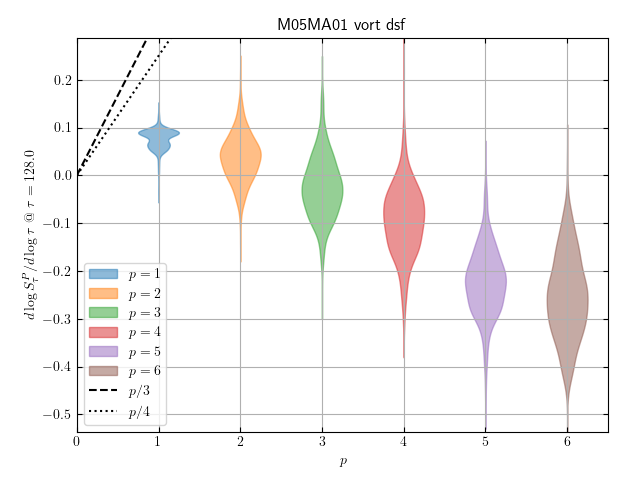 M05MA01 vort dsf
d log S_τ^P / d log τ @ τ = 128.0
0.2
0.1
0.0
−0.1
−0.2
−0.3
−0.4
−0.5
p = 1
p = 2
p = 3
p = 4
p = 5
p = 6
p/3
p/4
0 1 2 3 4 5 6
p